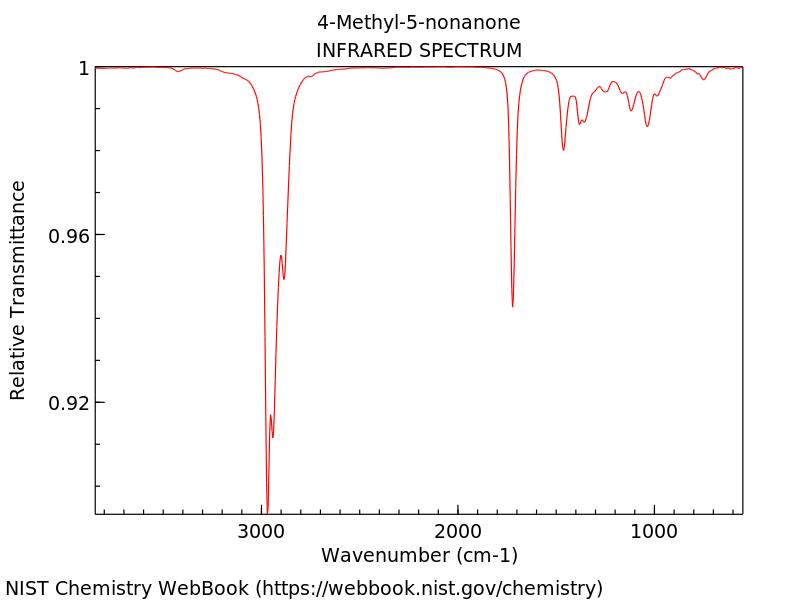 4-Methyl-5-nonanone
INFRARED SPECTRUM
1
0.96
0.92
Relative Transmittance
3000 2000 1000
Wavenumber (cm-1)
NIST Chemistry WebBook (https://webbook.nist.gov/chemistry)